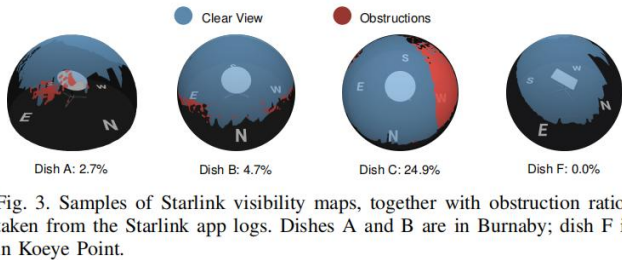 Clear View
Obstructions
E
N
W
S
E
W
N
S
E
W
N
S
W
N
E
Dish A: 2.7%
Dish B: 4.7%
Dish C: 24.9%
Dish F: 0.0%
Fig. 3. Samples of Starlink visibility maps, together with obstruction ratio
taken from the Starlink app logs. Dishes A and B are in Burnaby; dish F i
in Koeye Point.